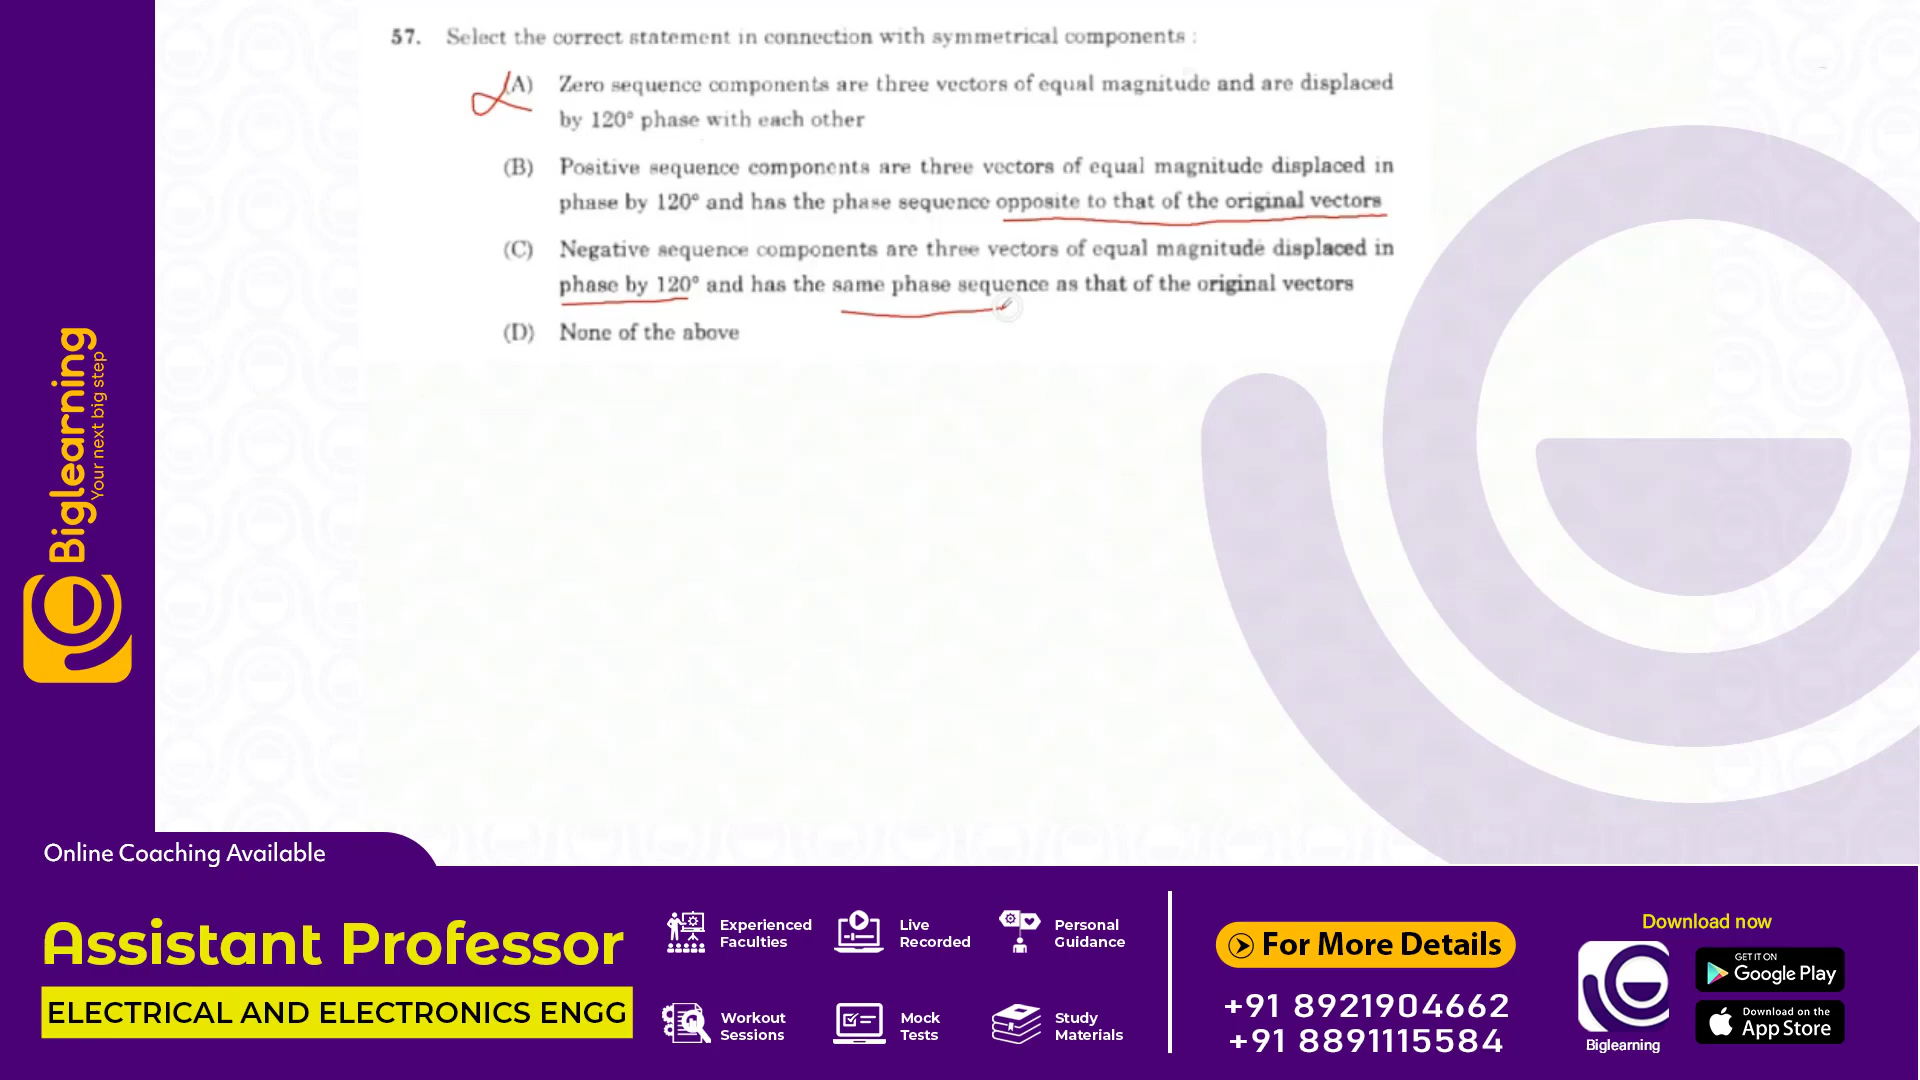 57. Select the correct statement in connection with symmetrical components :
(A) Zero sequence components are three vectors of equal magnitude and are displaced
by 120° phase with each other
(B) Positive sequence components are three vectors of equal magnitude displaced in
phase by 120° and has the phase sequence opposite to that of the original vectors
(C) Negative sequence components are three vectors of equal magnitude displaced in
phase by 120° and has the same phase sequence as that of the original vectors
(D) None of the above
Biglearning
Your next big step
Online Coaching Available
Assistant Professor
ELECTRICAL AND ELECTRONICS ENGG
Experienced
Faculties
Live
Recorded
Personal
Guidance
Workout
Sessions
Mock
Tests
Study
Materials
For More Details
+91 8921904662
+91 8891115584
Download now
Biglearning
GET IT ON
Google Play
Download on the
App Store